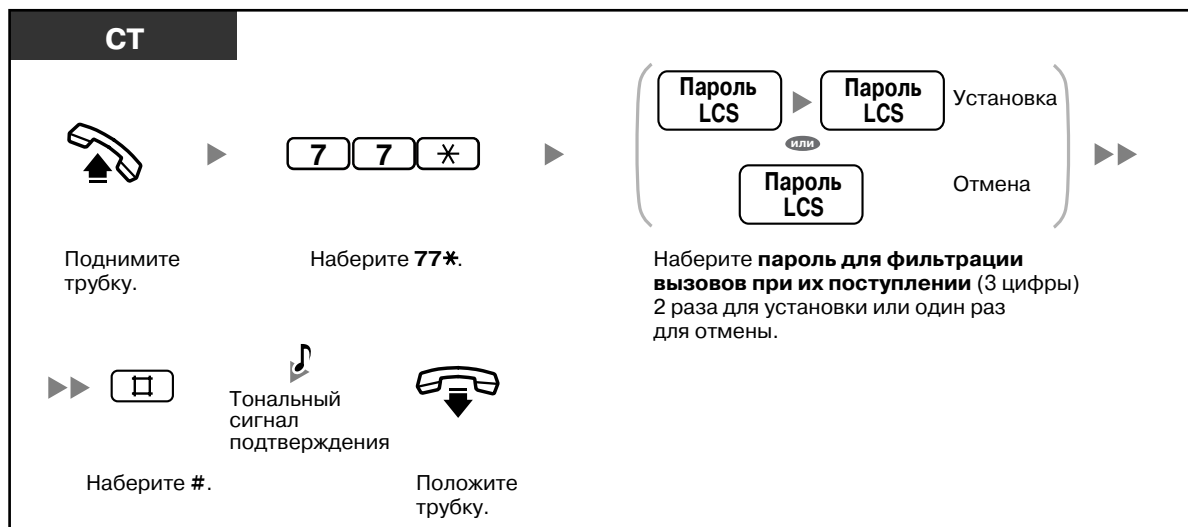 СТ
Пароль LCS
Пароль LCS
Установка
или
Пароль LCS
Отмена
7 7 *
Поднимите
трубку.
Наберите 77*.
Наберите пароль для фильтрации
вызовов при их поступлении (3 цифры)
2 раза для установки или один раз
для отмены.
#
Тональный
сигнал
подтверждения
Наберите #.
Положите
трубку.